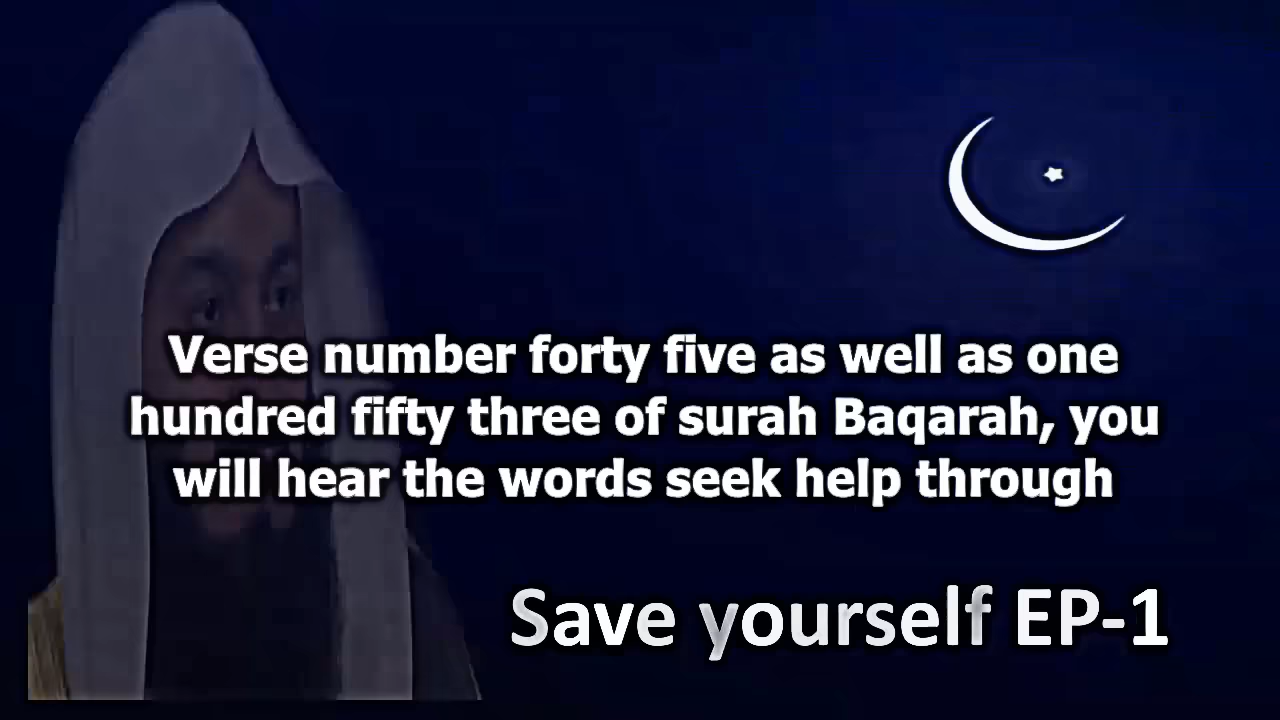 Verse number forty five as well as one
hundred fifty three of surah Baqarah, you
will hear the words seek help through
Save yourself EP-1